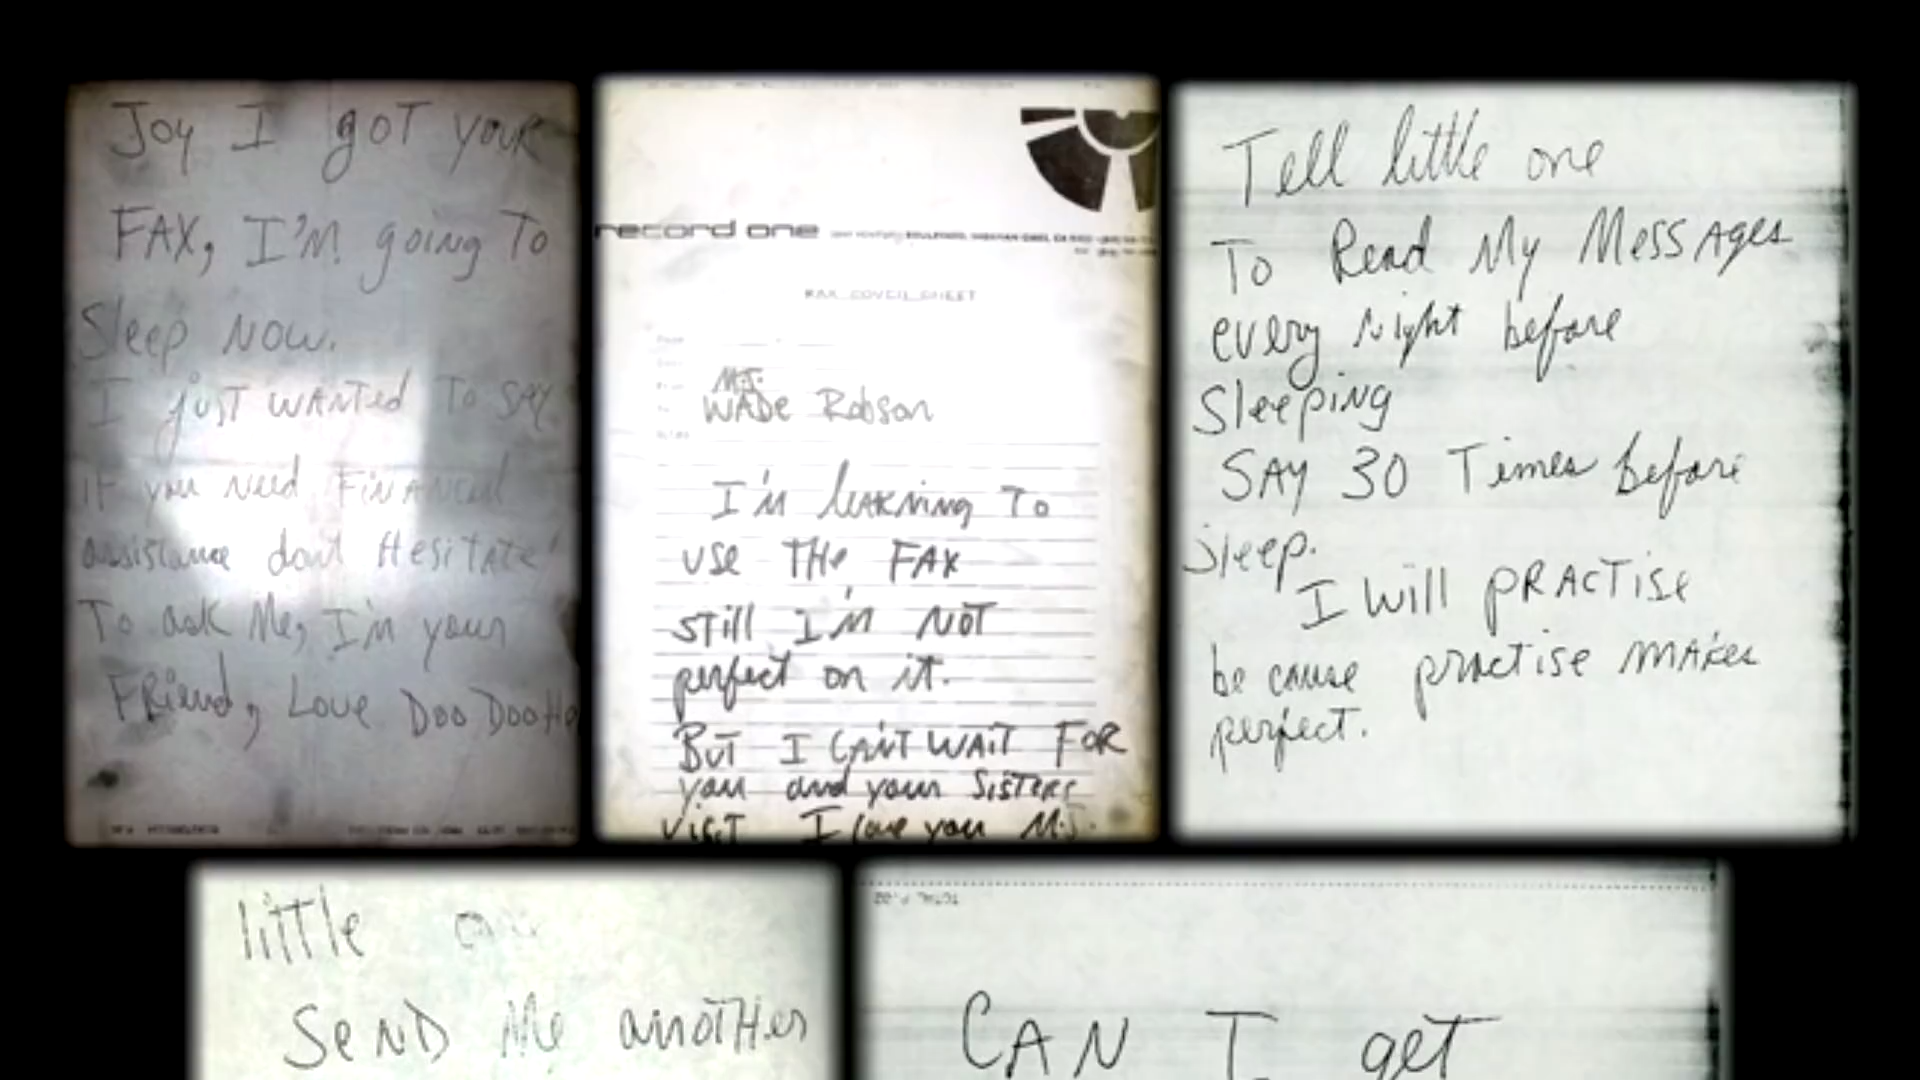 Joy I got your
FAX, I'M going To
Sleep Now.
I just wanted To say
if you Need FiNANcial
assistance don't Hesitate
To ask Me, I'm your
Friend, Love Doo Doo
record one
FAX COVER SHEET
M.J.
WADe Robson
I'm learning To
use THe FAX
still I'm NOT
perfect on it.
BuT I CAn'T WAiT FOR
you and your SiSTers
VisiT I love you M.J.
Tell little one
To Read My Messages
every Night before
Sleeping
SAY 30 Times before
sleep.
I Will PRACTise
be cause practise MAKes
perfect.
little
SeND Me anoTHer
TOTAL P.02
CAN I get